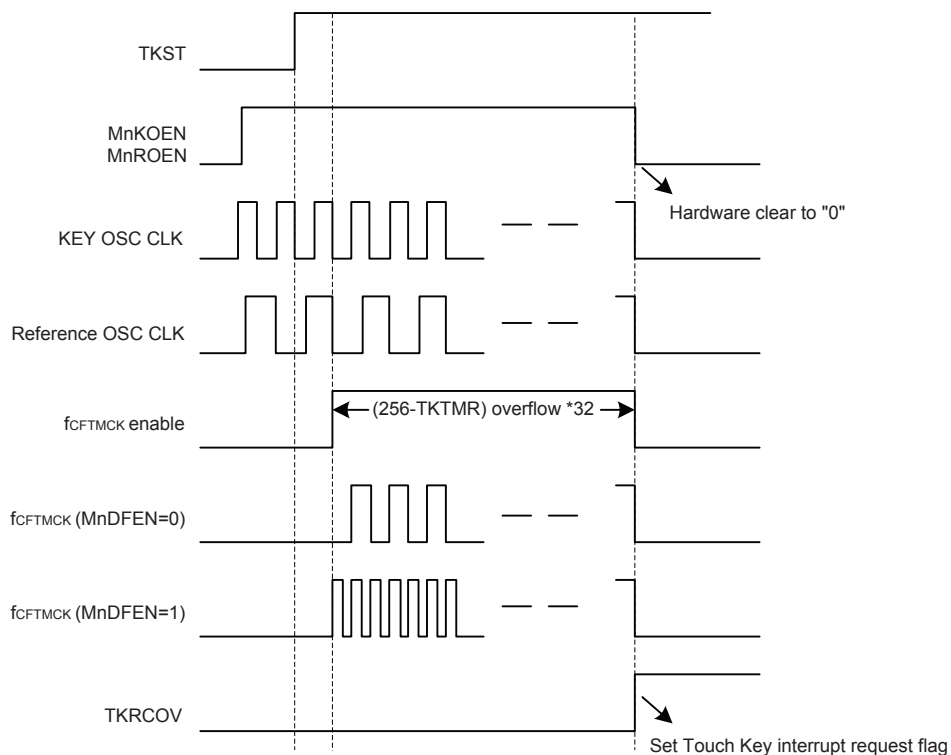 TKST
MnKOEN
MnROEN
Hardware clear to "0"
KEY OSC CLK
Reference OSC CLK
(256-TKTMR) overflow *32
fCFTMCK enable
fCFTMCK (MnDFEN=0)
fCFTMCK (MnDFEN=1)
TKRCOV
Set Touch Key interrupt request flag